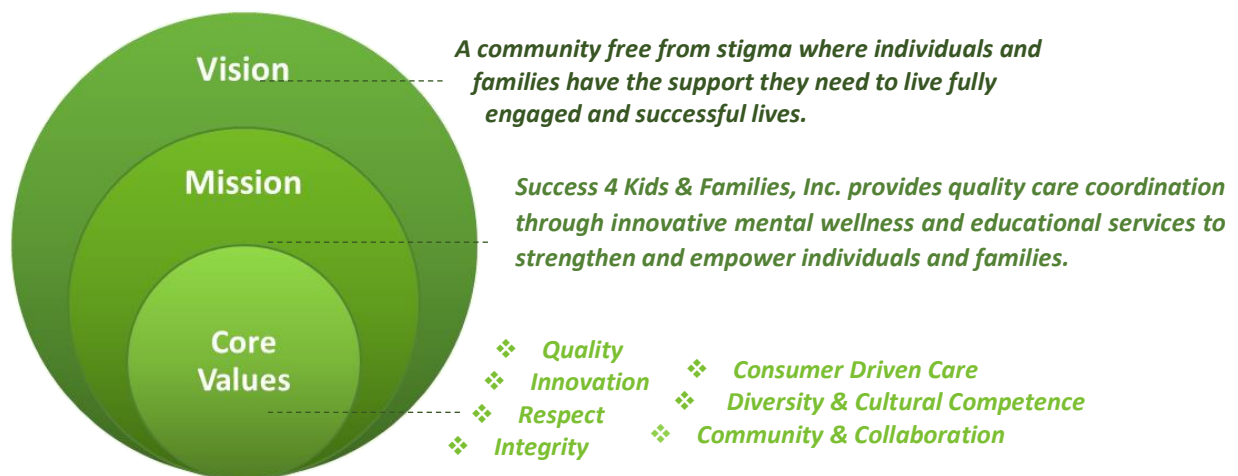 Vision
A community free from stigma where individuals and
families have the support they need to live fully
engaged and successful lives.
Mission
Success 4 Kids & Families, Inc. provides quality care coordination
through innovative mental wellness and educational services to
strengthen and empower individuals and families.
Core
Values
❖ Quality
❖ Innovation
❖ Respect
❖ Integrity
❖ Consumer Driven Care
❖ Diversity & Cultural Competence
❖ Community & Collaboration